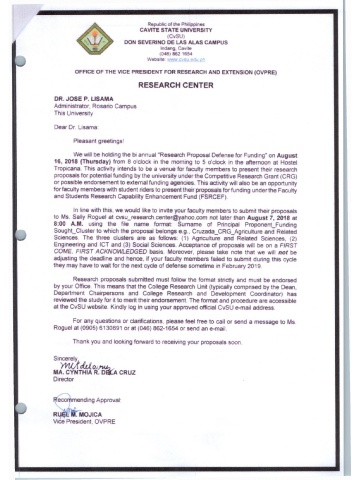 Republic of the Philippines
CAVITE STATE UNIVERSITY
(CvSU)
DON SEVERINO DE LAS ALAS CAMPUS
Indang, Cavite
(046) 862 1654
Website: www.cvsu.edu.ph
OFFICE OF THE VICE PRESIDENT FOR RESEARCH AND EXTENSION (OVPRE)
RESEARCH CENTER
DR. JOSE P. LISAMA
Administrator, Rosario Campus
This University
Dear Dr. Lisama:
Pleasant greetings!
We will be holding the bi annual "Research Proposal Defense for Funding" on August
16, 2018 (Thursday) from 8 o'clock in the morning to 5 o'clock in the afternoon at Hostel
Tropicana. This activity intends to be a venue for faculty members to present their research
proposals for potential funding by the university under the Competitive Research Grant (CRG)
or possible endorsement to external funding agencies. This activity will also be an opportunity
for faculty members with student riders to present their proposals for funding under the Faculty
and Students Research Capability Enhancement Fund (FSRCEF).
In line with this, we would like to invite your faculty members to submit their proposals
to Ms. Sally Roguel at cvsu_research.center@yahoo.com not later than August 7, 2018 at
8:00 A.M. using the file name format: Surname of Principal Proponent_Funding
Sought_Cluster to which the proposal belongs e.g., Cruzada_CRG_Agriculture and Related
Sciences. The three clusters are as follows: (1) Agriculture and Related Sciences, (2)
Engineering and ICT and (3) Social Sciences. Acceptance of proposals will be on a FIRST
COME, FIRST ACKNOWLEDGED basis. Moreover, please take note that we will not be
adjusting the deadline and hence, if your faculty members failed to submit during this cycle
they may have to wait for the next cycle of defense sometime in February 2019.
Research proposals submitted must follow the format strictly and must be endorsed
by your Office. This means that the College Research Unit (typically comprised by the Dean,
Department Chairpersons and College Research and Development Coordinator) has
reviewed the study for it to merit their endorsement. The format and procedure are accessible
at the CvSU website. Kindly log in using your approved official CvSU e-mail address.
For any questions or clarifications, please feel free to call or send a message to Ms.
Roguel at (0905) 6130691 or at (046) 862-1654 or send an e-mail.
Thank you and looking forward to receiving your proposals soon.
Sincerely,
MA. CYNTHIA R. DELA CRUZ
Director
Recommending Approval:
RUEL M. MOJICA
Vice President, OVPRE